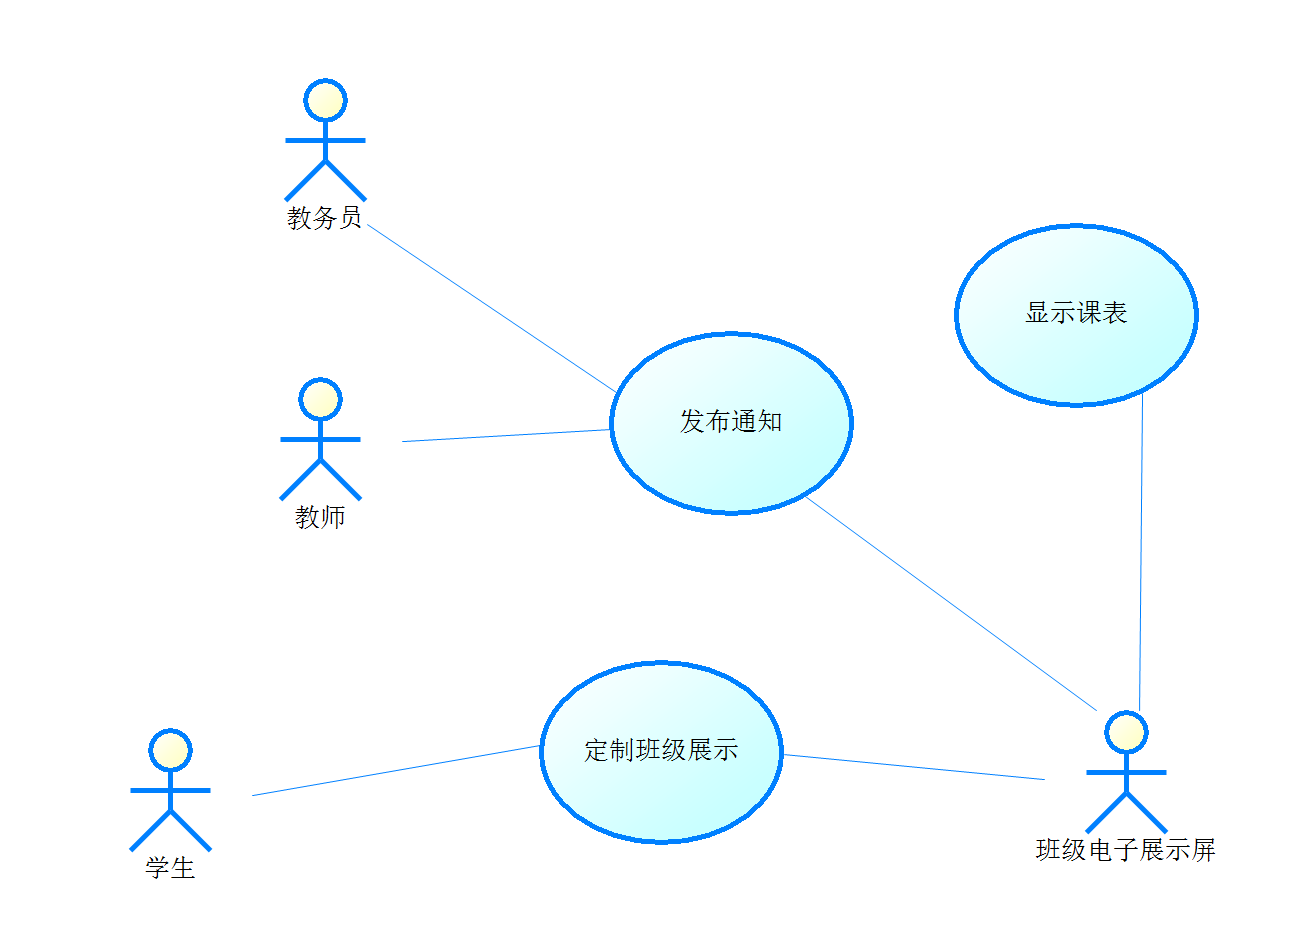 教务员
显示课表
发布通知
教师
定制班级展示
班级电子展示屏
学生